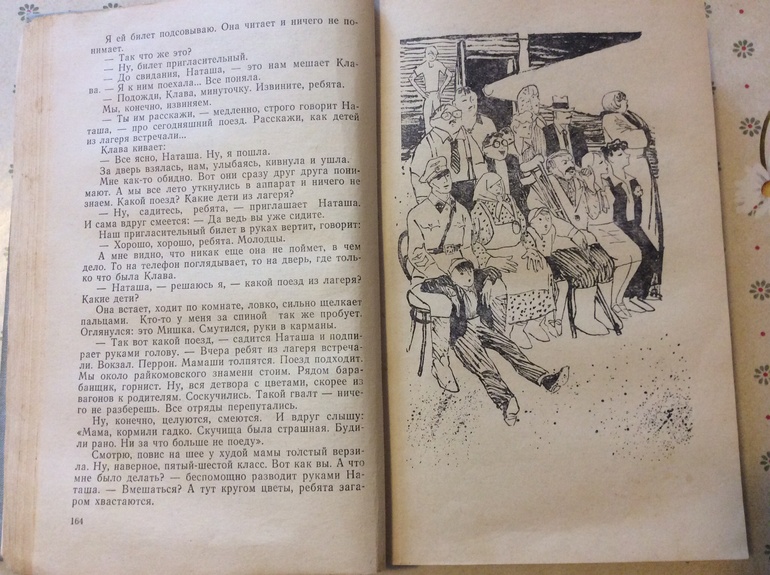 Я ей билет подсовываю. Она читает и ничего не по-
нимает.
— Так что же это?
— Ну, билет пригласительный.
— До свидания, Наташа, — это нам мешает Кла-
ва. — Я к ним поехала... Все поняла.
— Подожди, Клава, минуточку. Извините, ребята.
Мы, конечно, извиняем.
— Ты им расскажи, — медленно, строго говорит На-
таша, — про сегодняшний поезд. Расскажи, как детей
из лагеря встречали...
Клава кивает:
— Все ясно, Наташа. Ну, я пошла.
За дверь взялась, нам, улыбаясь, кивнула и ушла.
Мне как-то обидно. Вот они сразу друг друга пони-
мают. А мы все лето уткнулись в аппарат и ничего не
знаем. Какой поезд? Какие дети из лагеря?
— Ну, садитесь, ребята, — приглашает Наташа.
И сама вдруг смеется: — Да ведь вы уже сидите.
Наш пригласительный билет в руках вертит, говорит:
— Хорошо, хорошо, ребята. Молодцы.
А мне видно, что никак еще она не поймет, в чем
дело. То на телефон поглядывает, то на дверь, где толь-
ко что была Клава.
— Наташа, — решаюсь я, — какой поезд из лагеря?
Какие дети?
Она встает, ходит по комнате, ловко, сильно щелкает
пальцами. Кто-то у меня за спиной так же пробует.
Оглянулся: это Мишка. Смутился, руки в карманы.
— Так вот какой поезд, — садится Наташа и подпи-
рает руками голову. — Вчера ребят из лагеря встреча-
ли. Вокзал. Перрон. Мамаши толпятся. Поезд подходит.
Мы около райкомовского знамени стоим. Рядом бара-
банщик, горнист. Ну, вся детвора с цветами, скорее из
вагонов к родителям. Соскучились. Такой гвалт — ниче-
го не разберешь. Все отряды перепутались.
Ну, конечно, целуются, смеются. И вдруг слышу:
«Мама, кормили гадко. Скучища была страшная. Буди-
ли рано. Ни за что больше не поеду».
Смотрю, повис на шее у худой мамы толстый верзи-
ла. Ну, наверное, пятый-шестой класс. Вот как вы. А что
мне было делать? — беспомощно разводит руками На-
таша. — Вмешаться? А тут кругом цветы, ребята зага-
ром хвастаются.
164